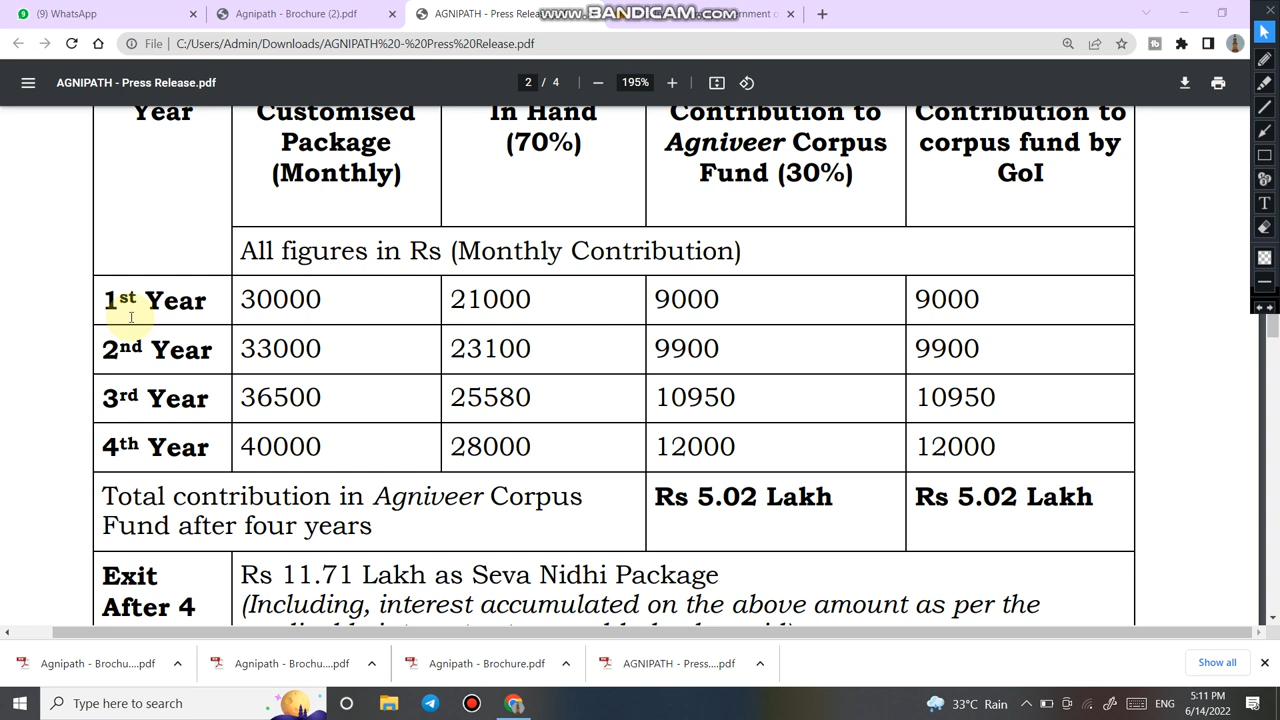 (9) WhatsApp
Agnipath - Brochure (2).pdf
AGNIPATH - Press Relea
www.BANDICAM.com
File
C:/Users/Admin/Downloads/AGNIPATH%20-%20Press%20Release.pdf
AGNIPATH - Press Release.pdf
2 / 4
195%
Year
Customised Package (Monthly)
In Hand (70%)
Contribution to Agniveer Corpus Fund (30%)
Contribution to corpus fund by GoI
All figures in Rs (Monthly Contribution)
1st Year 30000 21000 9000 9000
2nd Year 33000 23100 9900 9900
3rd Year 36500 25580 10950 10950
4th Year 40000 28000 12000 12000
Total contribution in Agniveer Corpus Rs 5.02 Lakh Rs 5.02 Lakh
Fund after four years
Exit Rs 11.71 Lakh as Seva Nidhi Package
After 4 (Including, interest accumulated on the above amount as per the
Agnipath - Brochu....pdf
Agnipath - Brochu....pdf
Agnipath - Brochure.pdf
AGNIPATH - Press....pdf
Show all
Type here to search
33°C Rain
ENG
5:11 PM
6/14/2022